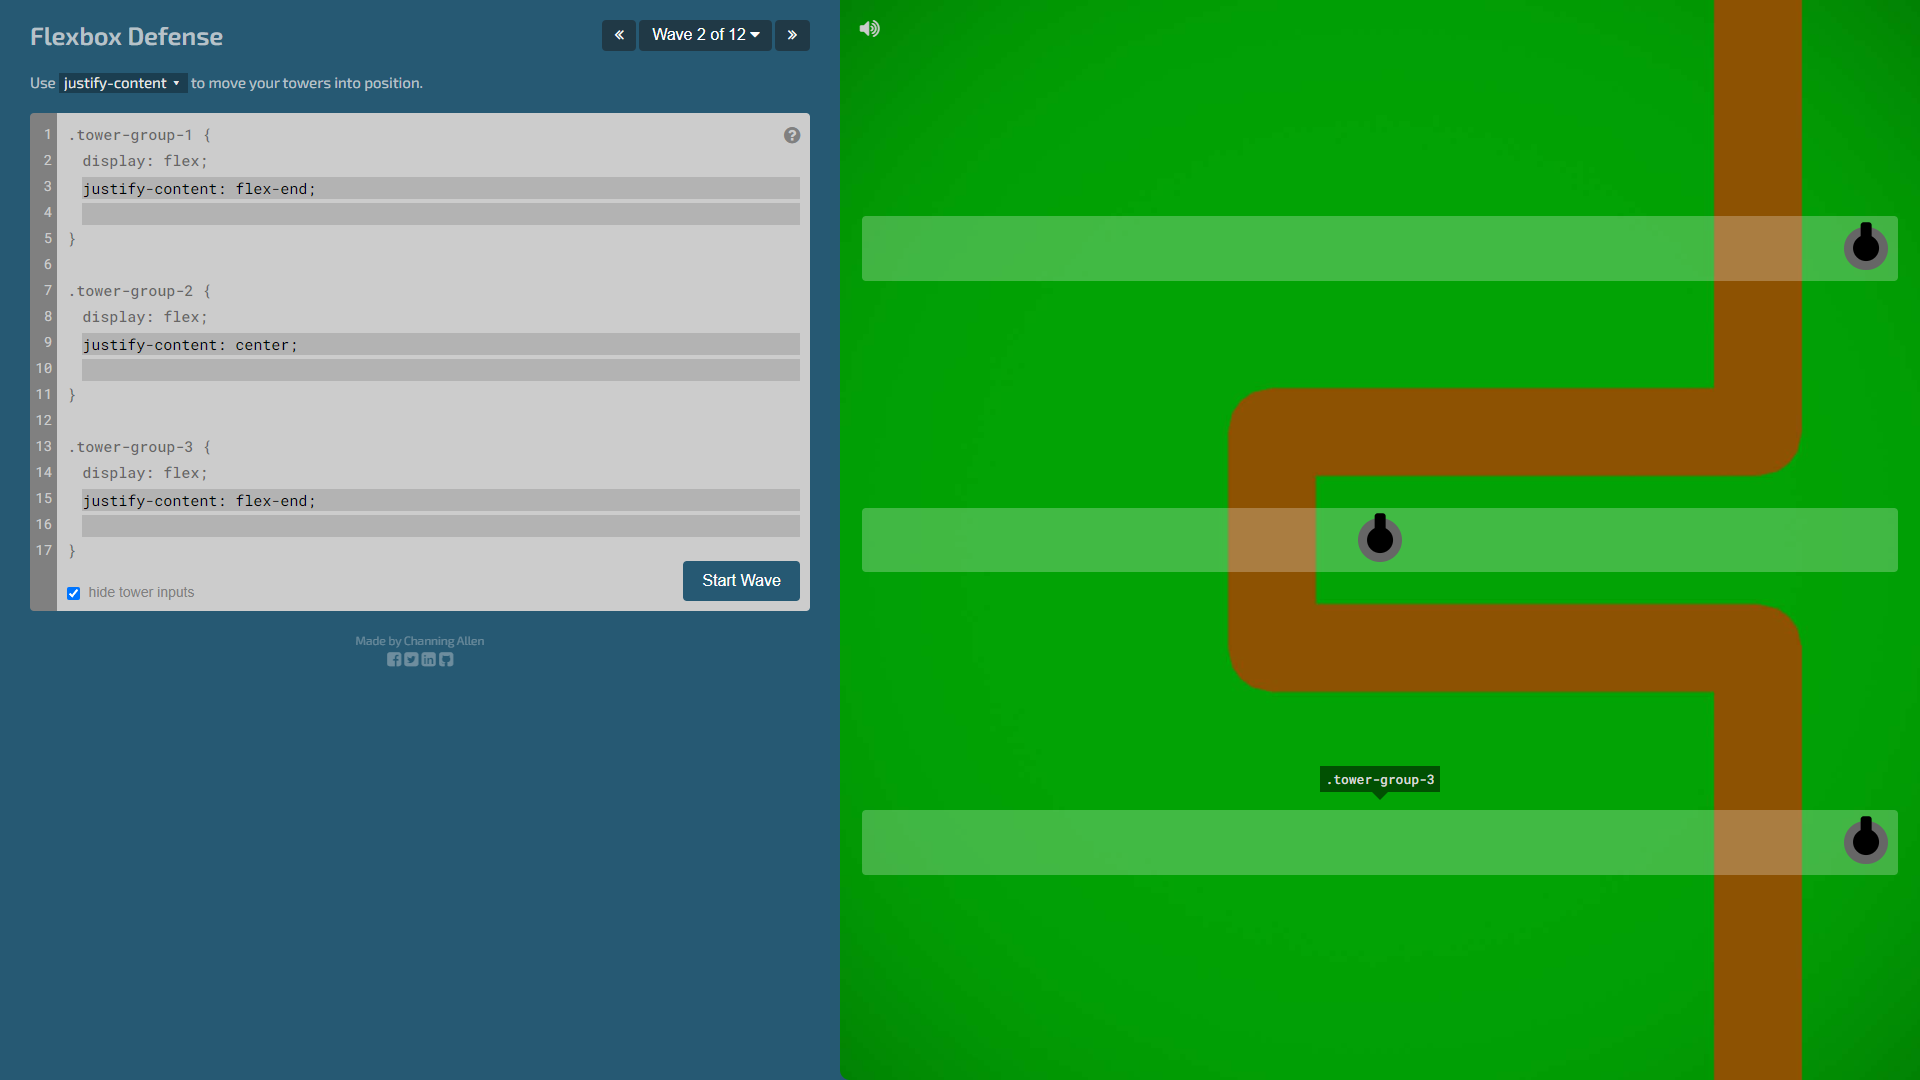 Flexbox Defense
« Wave 2 of 12 »
Use justify-content to move your towers into position.
1 .tower-group-1 {
2 display: flex;
3 justify-content: flex-end;
4
5 }
6
7 .tower-group-2 {
8 display: flex;
9 justify-content: center;
10
11 }
12
13 .tower-group-3 {
14 display: flex;
15 justify-content: flex-end;
16
17 }
hide tower inputs
Start Wave
Made by Channing Allen
.tower-group-3